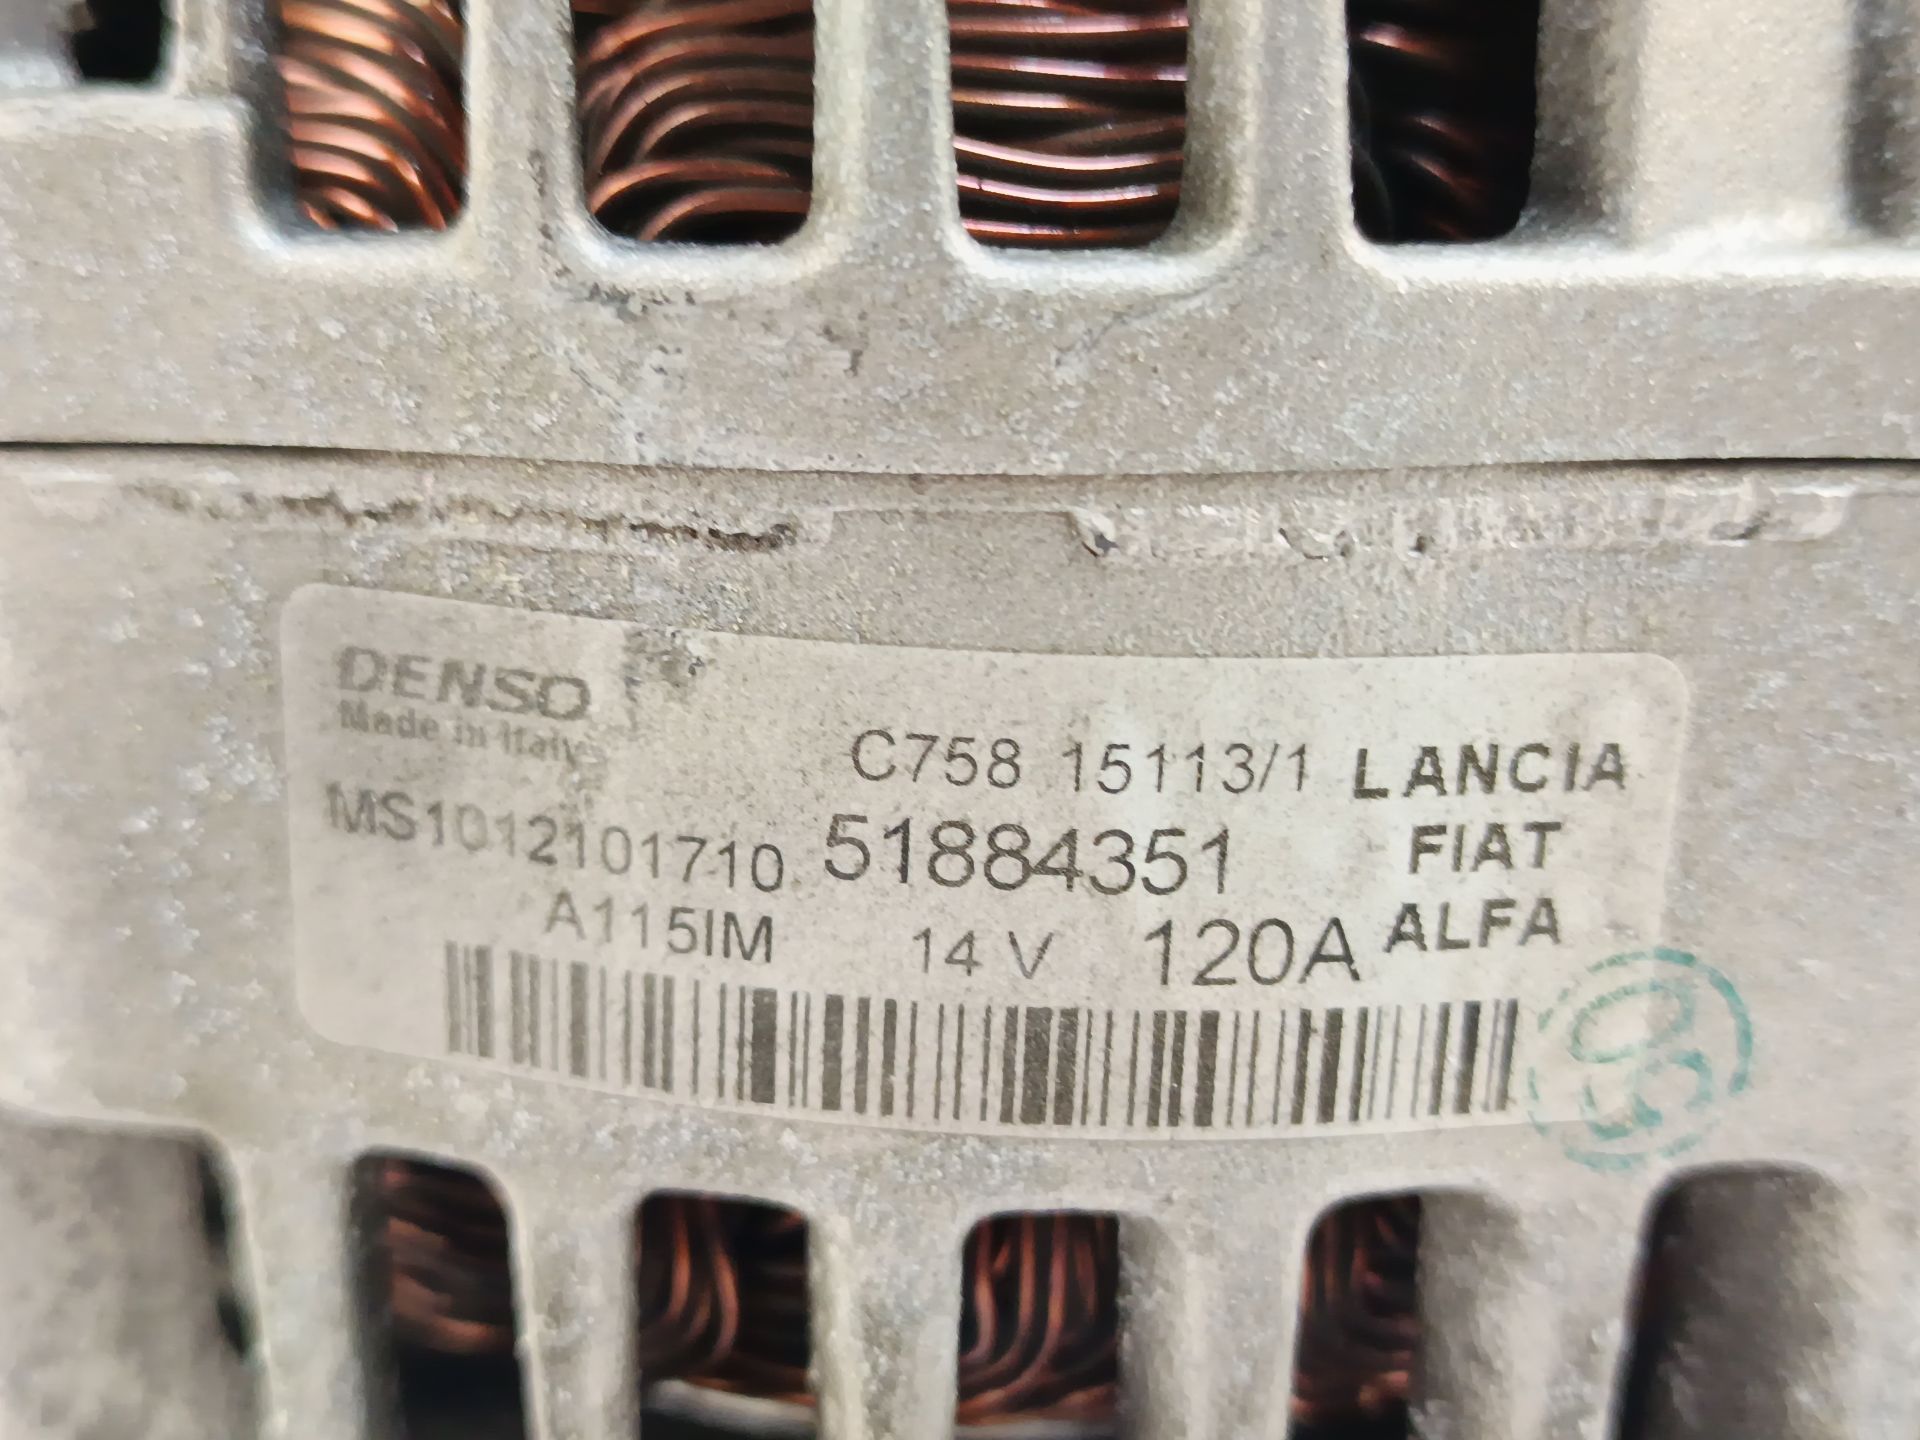 DENSO
Made in Italy
C758 15113/1 LANCIA
MS1012101710 51884351 FIAT
A115IM 14 V 120A ALFA